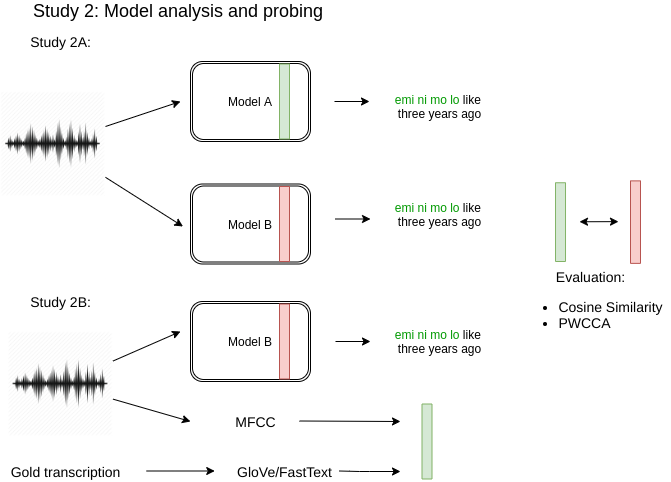 Study 2: Model analysis and probing
Study 2A:
Model A
emi ni mo lo like
three years ago
Model B
emi ni mo lo like
three years ago
Evaluation:
• Cosine Similarity
• PWCCA
Study 2B:
Model B
emi ni mo lo like
three years ago
MFCC
Gold transcription
GloVe/FastText